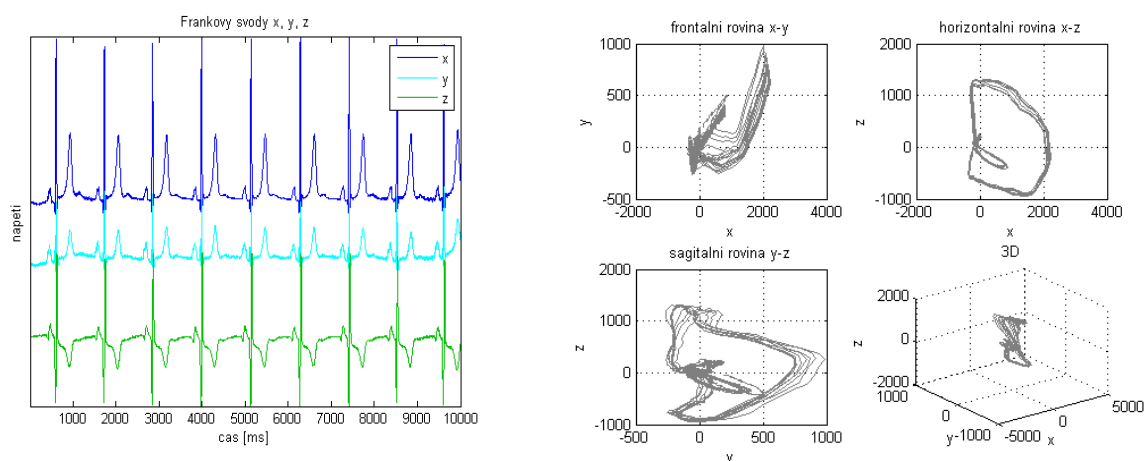 Frankovy svody x, y, z
x
y
z
napeti
1000 2000 3000 4000 5000 6000 7000 8000 9000 10000
cas [ms]
frontalni rovina x-y
1000
500
0
-500
y
-2000 0 2000 4000
x
horizontalni rovina x-z
2000
1000
0
-1000
z
-2000 0 2000 4000
x
sagitalni rovina y-z
2000
1000
0
-1000
z
-500 0 500 1000
y
3D
2000
0
-2000
z
1000
0
-1000
y
-5000
0
5000
x